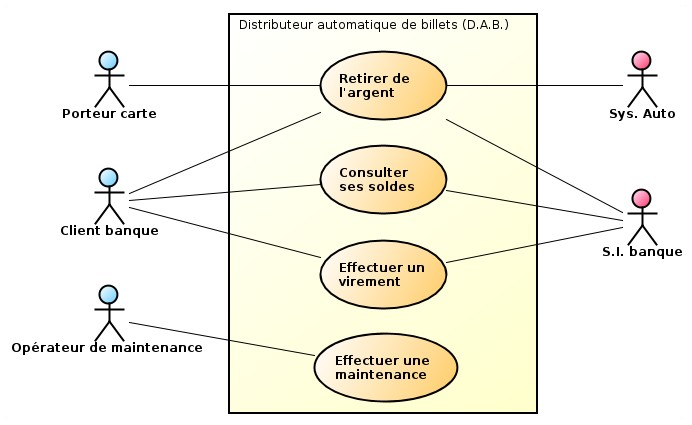 Distributeur automatique de billets (D.A.B.)
Retirer de
l'argent
Porteur carte
Sys. Auto
Consulter
ses soldes
Client banque
S.I. banque
Effectuer un
virement
Opérateur de maintenance
Effectuer une
maintenance